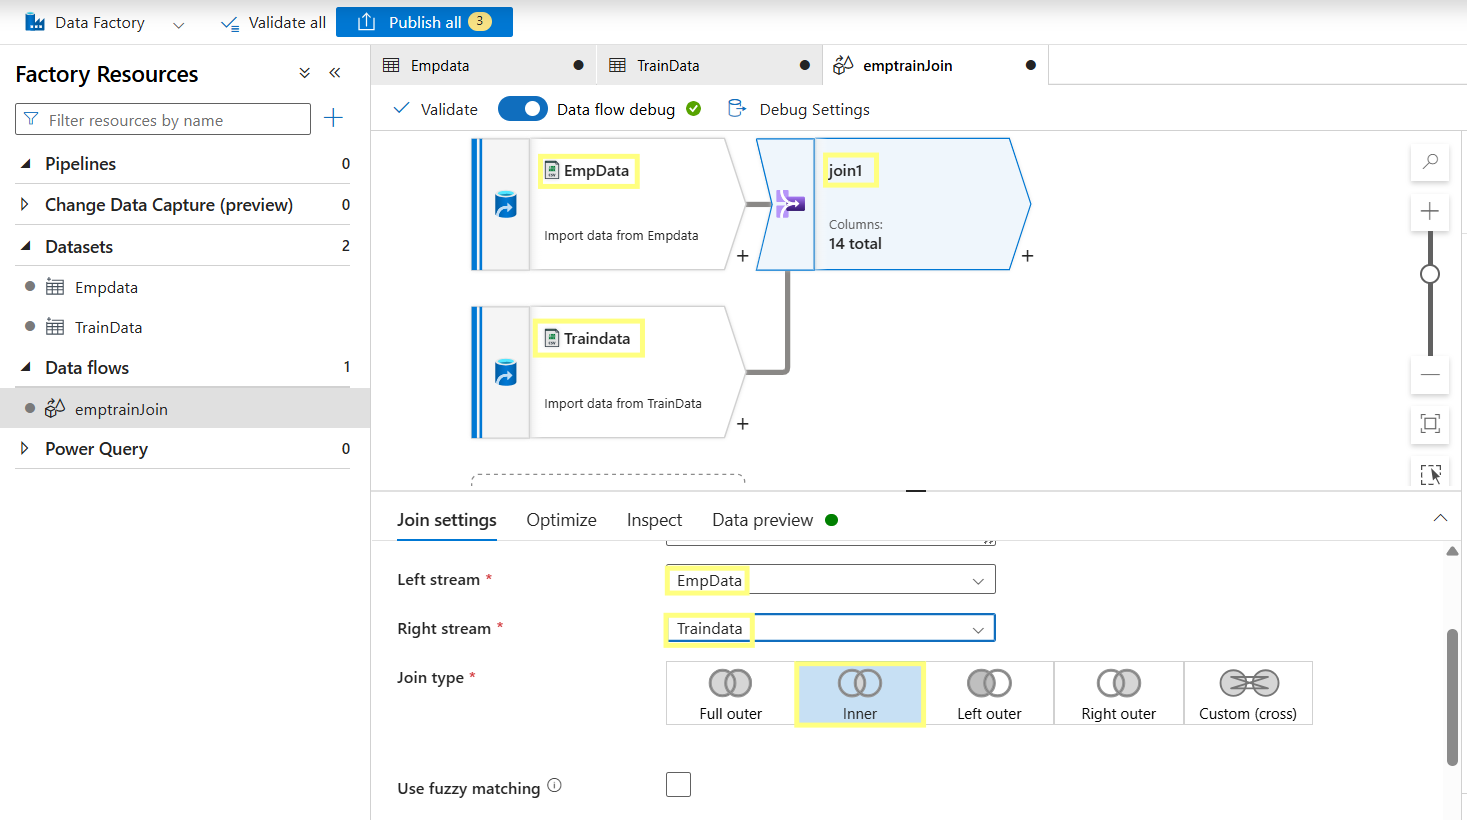 Data Factory
Validate all
Publish all 3
Factory Resources
Filter resources by name
Pipelines 0
Change Data Capture (preview) 0
Datasets 2
Empdata
TrainData
Data flows 1
emptrainJoin
Power Query 0
Empdata
TrainData
emptrainJoin
Validate
Data flow debug
Debug Settings
EmpData
Import data from Empdata
join1
Columns:
14 total
Traindata
Import data from TrainData
Join settings
Optimize
Inspect
Data preview
Left stream *
EmpData
Right stream *
Traindata
Join type *
Full outer
Inner
Left outer
Right outer
Custom (cross)
Use fuzzy matching